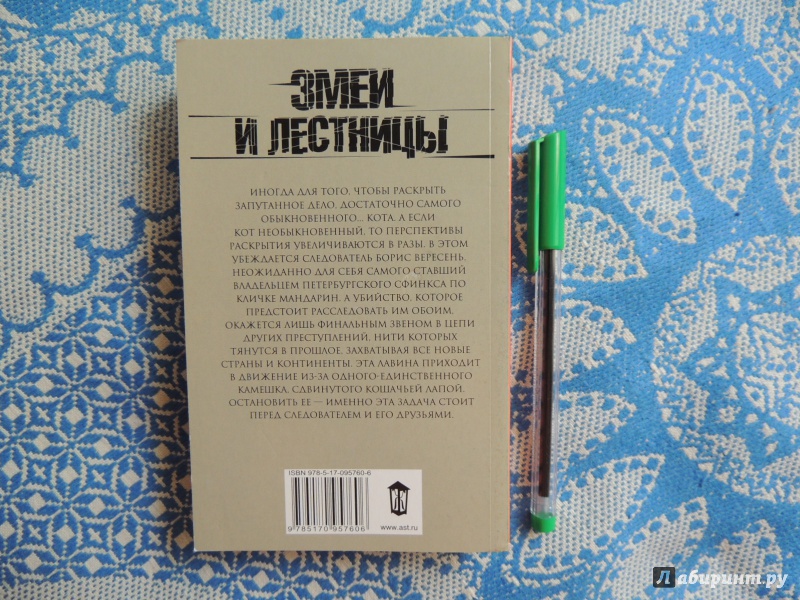 ЗМЕИ
И ЛЕСТНИЦЫ
ИНОГДА ДЛЯ ТОГО, ЧТОБЫ РАСКРЫТЬ
ЗАПУТАННОЕ ДЕЛО, ДОСТАТОЧНО САМОГО
ОБЫКНОВЕННОГО... КОТА. А ЕСЛИ
КОТ НЕОБЫКНОВЕННЫЙ, ТО ПЕРСПЕКТИВЫ
РАСКРЫТИЯ УВЕЛИЧИВАЮТСЯ В РАЗЫ. В ЭТОМ
УБЕЖДАЕТСЯ СЛЕДОВАТЕЛЬ БОРИС ВЕРЕСЕНЬ,
НЕОЖИДАННО ДЛЯ СЕБЯ САМОГО СТАВШИЙ
ВЛАДЕЛЬЦЕМ ПЕТЕРБУРГСКОГО СФИНКСА ПО
КЛИЧКЕ МАНДАРИН. А УБИЙСТВО, КОТОРОЕ
ПРЕДСТОИТ РАССЛЕДОВАТЬ ИМ ОБОИМ,
ОКАЖЕТСЯ ЛИШЬ ФИНАЛЬНЫМ ЗВЕНОМ В ЦЕПИ
ДРУГИХ ПРЕСТУПЛЕНИЙ, НИТИ КОТОРЫХ
ТЯНУТСЯ В ПРОШЛОЕ, ЗАХВАТЫВАЯ ВСЕ НОВЫЕ
СТРАНЫ И КОНТИНЕНТЫ. ЭТА ЛАВИНА ПРИХОДИТ
В ДВИЖЕНИЕ ИЗ-ЗА ОДНОГО-ЕДИНСТВЕННОГО
КАМЕШКА, СДВИНУТОГО КОШАЧЬЕЙ ЛАПОЙ.
ОСТАНОВИТЬ ЕЕ — ИМЕННО ЭТА ЗАДАЧА СТОИТ
ПЕРЕД СЛЕДОВАТЕЛЕМ И ЕГО ДРУЗЬЯМИ.
ISBN 978-5-17-095760-6
9 785170 957606
www.ast.ru
Лабиринт.ру